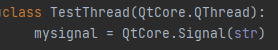 class TestThread(QtCore.QThread):
mysignal = QtCore.Signal(str)